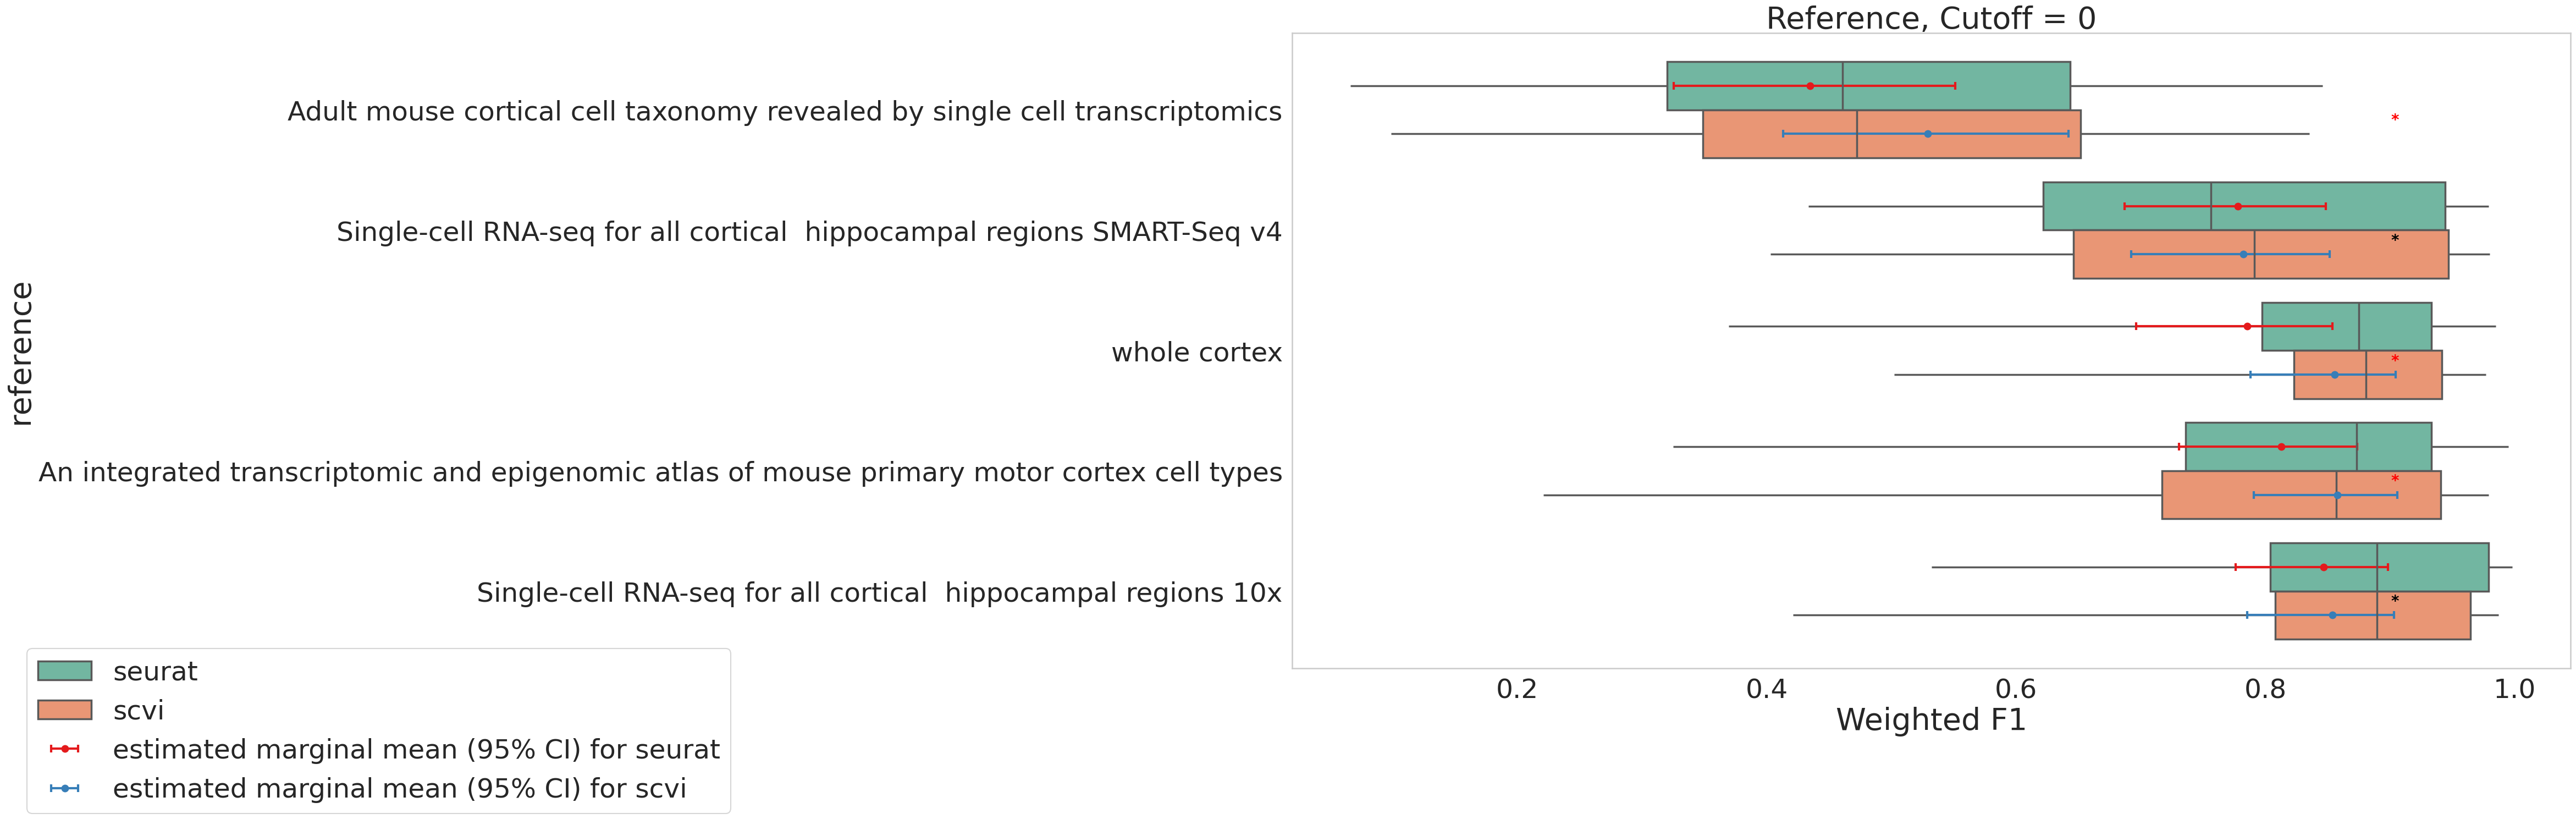 Reference, Cutoff = 0
reference
Adult mouse cortical cell taxonomy revealed by single cell transcriptomics
*
Single-cell RNA-seq for all cortical  hippocampal regions SMART-Seq v4
*
whole cortex
*
An integrated transcriptomic and epigenomic atlas of mouse primary motor cortex cell types
*
Single-cell RNA-seq for all cortical  hippocampal regions 10x
*
0.2 0.4 0.6 0.8 1.0
Weighted F1
seurat
scvi
estimated marginal mean (95% CI) for seurat
estimated marginal mean (95% CI) for scvi